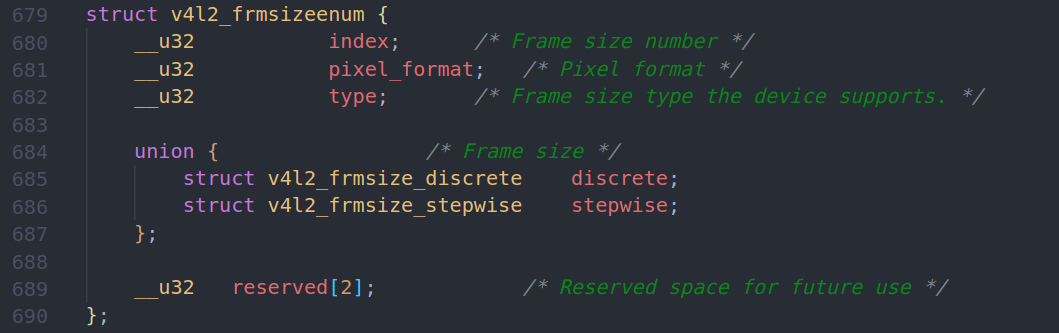 679 struct v4l2_frmsizeenum {
680 __u32 index; /* Frame size number */
681 __u32 pixel_format; /* Pixel format */
682 __u32 type; /* Frame size type the device supports. */
683
684 union { /* Frame size */
685 struct v4l2_frmsize_discrete discrete;
686 struct v4l2_frmsize_stepwise stepwise;
687 };
688
689 __u32 reserved[2]; /* Reserved space for future use */
690 };